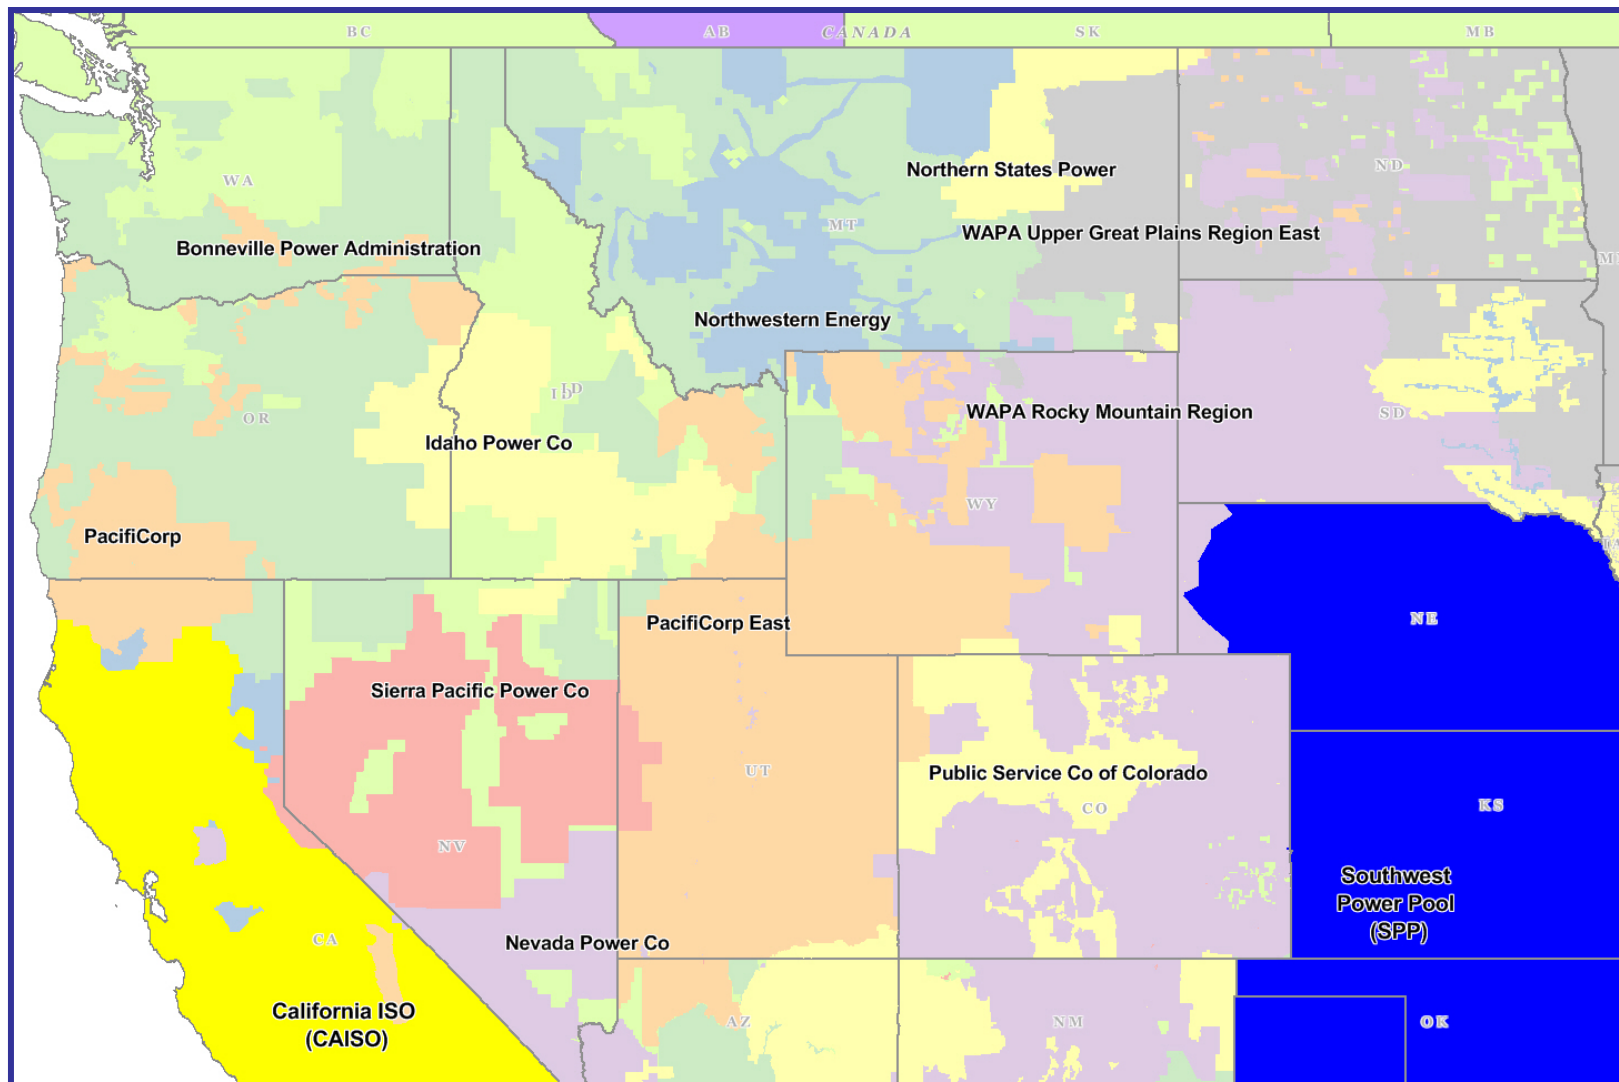 BC
AB
CANADA
SK
MB
WA
Northern States Power
ND
MT
WAPA Upper Great Plains Region East
Bonneville Power Administration
Northwestern Energy
ID
ID
OR
WAPA Rocky Mountain Region
SD
Idaho Power Co
WY
PacifiCorp
PacifiCorp East
NE
Sierra Pacific Power Co
UT
Public Service Co of Colorado
CO
KS
NV
Southwest
Power Pool
(SPP)
CA
Nevada Power Co
California ISO
(CAISO)
AZ
NM
OK